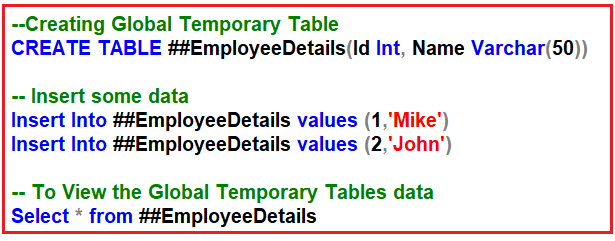 --Creating Global Temporary Table
CREATE TABLE ##EmployeeDetails(Id Int, Name Varchar(50))
-- Insert some data
Insert Into ##EmployeeDetails values (1,'Mike')
Insert Into ##EmployeeDetails values (2,'John')
-- To View the Global Temporary Tables data
Select * from ##EmployeeDetails